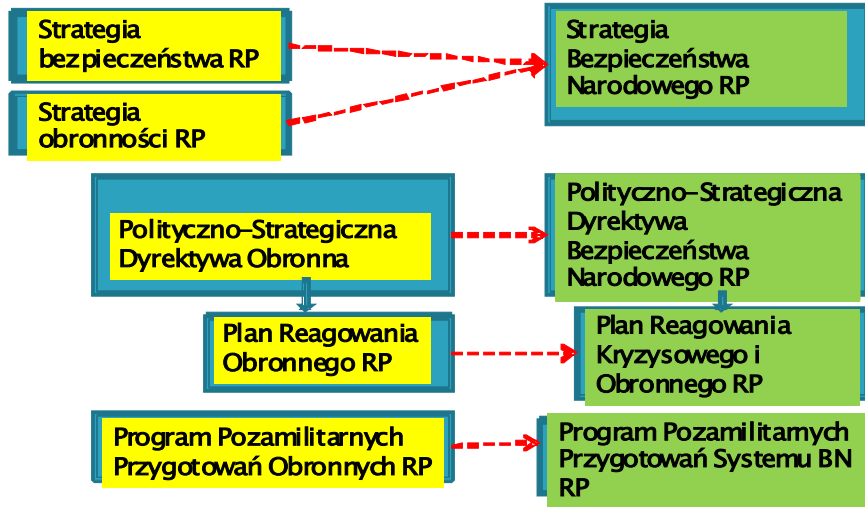 Strategia
bezpieczeństwa RP
Strategia
obronności RP
Strategia
Bezpieczeństwa
Narodowego RP
Polityczno–Strategiczna
Dyrektywa Obronna
Polityczno–Strategiczna
Dyrektywa
Bezpieczeństwa
Narodowego RP
Plan Reagowania
Obronnego RP
Plan Reagowania
Kryzysowego i
Obronnego RP
Program Pozamilitarnych
Przygotowań Obronnych RP
Program Pozamilitarnych
Przygotowań Systemu BN
RP